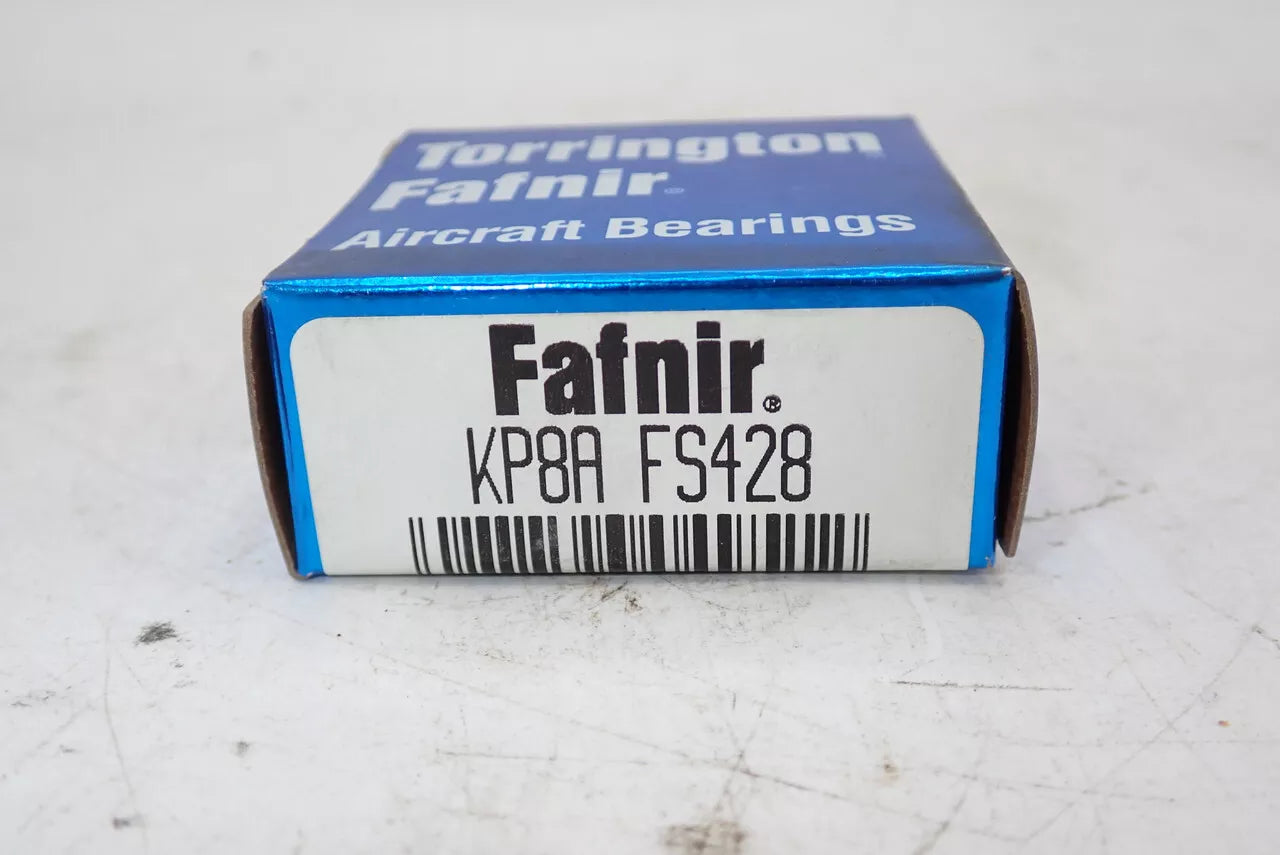 Torrington
Fafnir®
Aircraft Bearings
Fafnir®
KP8A FS428